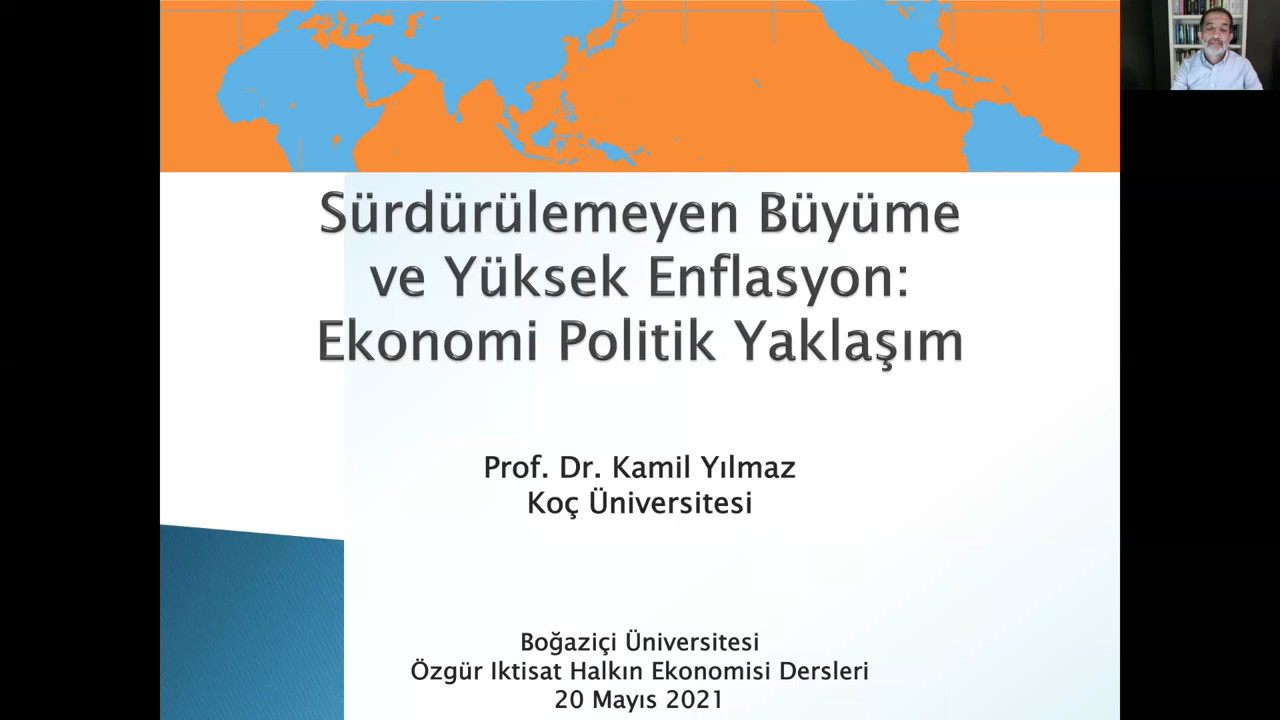 Sürdürülemeyen Büyüme
ve Yüksek Enflasyon:
Ekonomi Politik Yaklaşım
Prof. Dr. Kamil Yılmaz
Koç Üniversitesi
Boğaziçi Üniversitesi
Özgür Iktisat Halkın Ekonomisi Dersleri
20 Mayıs 2021